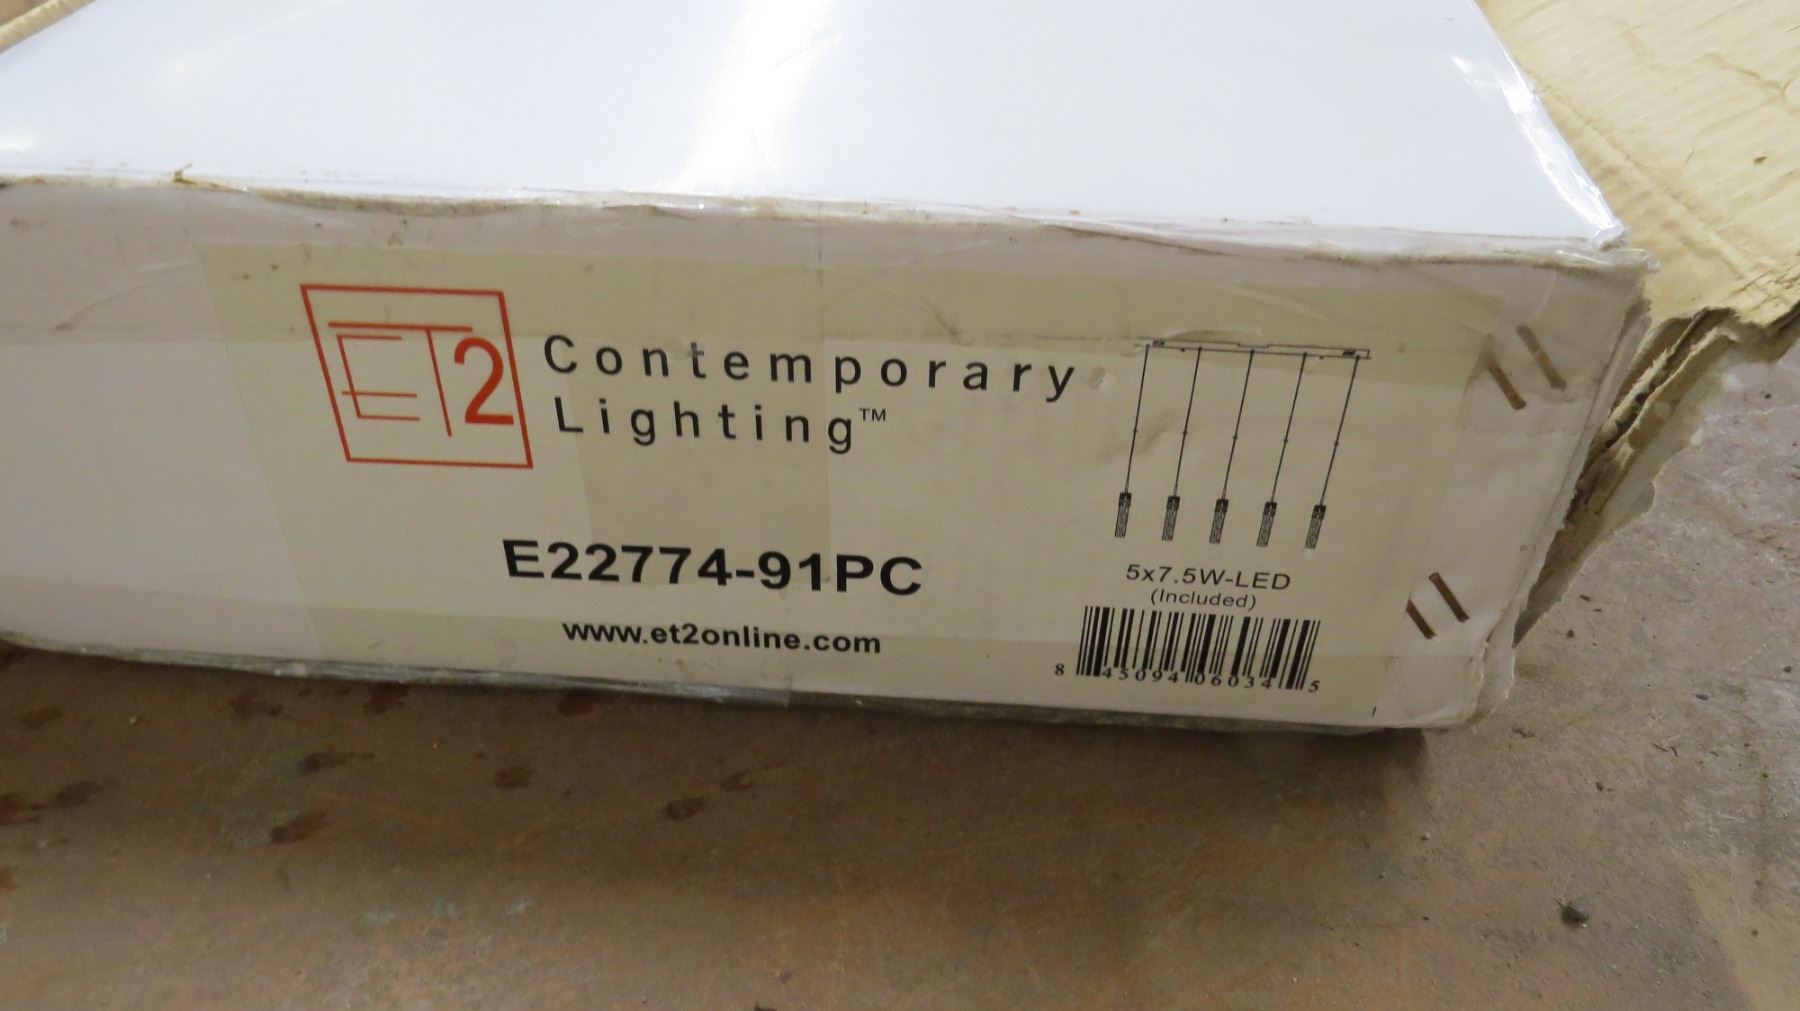 ET2
Contemporary
Lighting™
E22774-91PC
www.et2online.com
5x7.5W-LED
(Included)
8 45094 06034 5